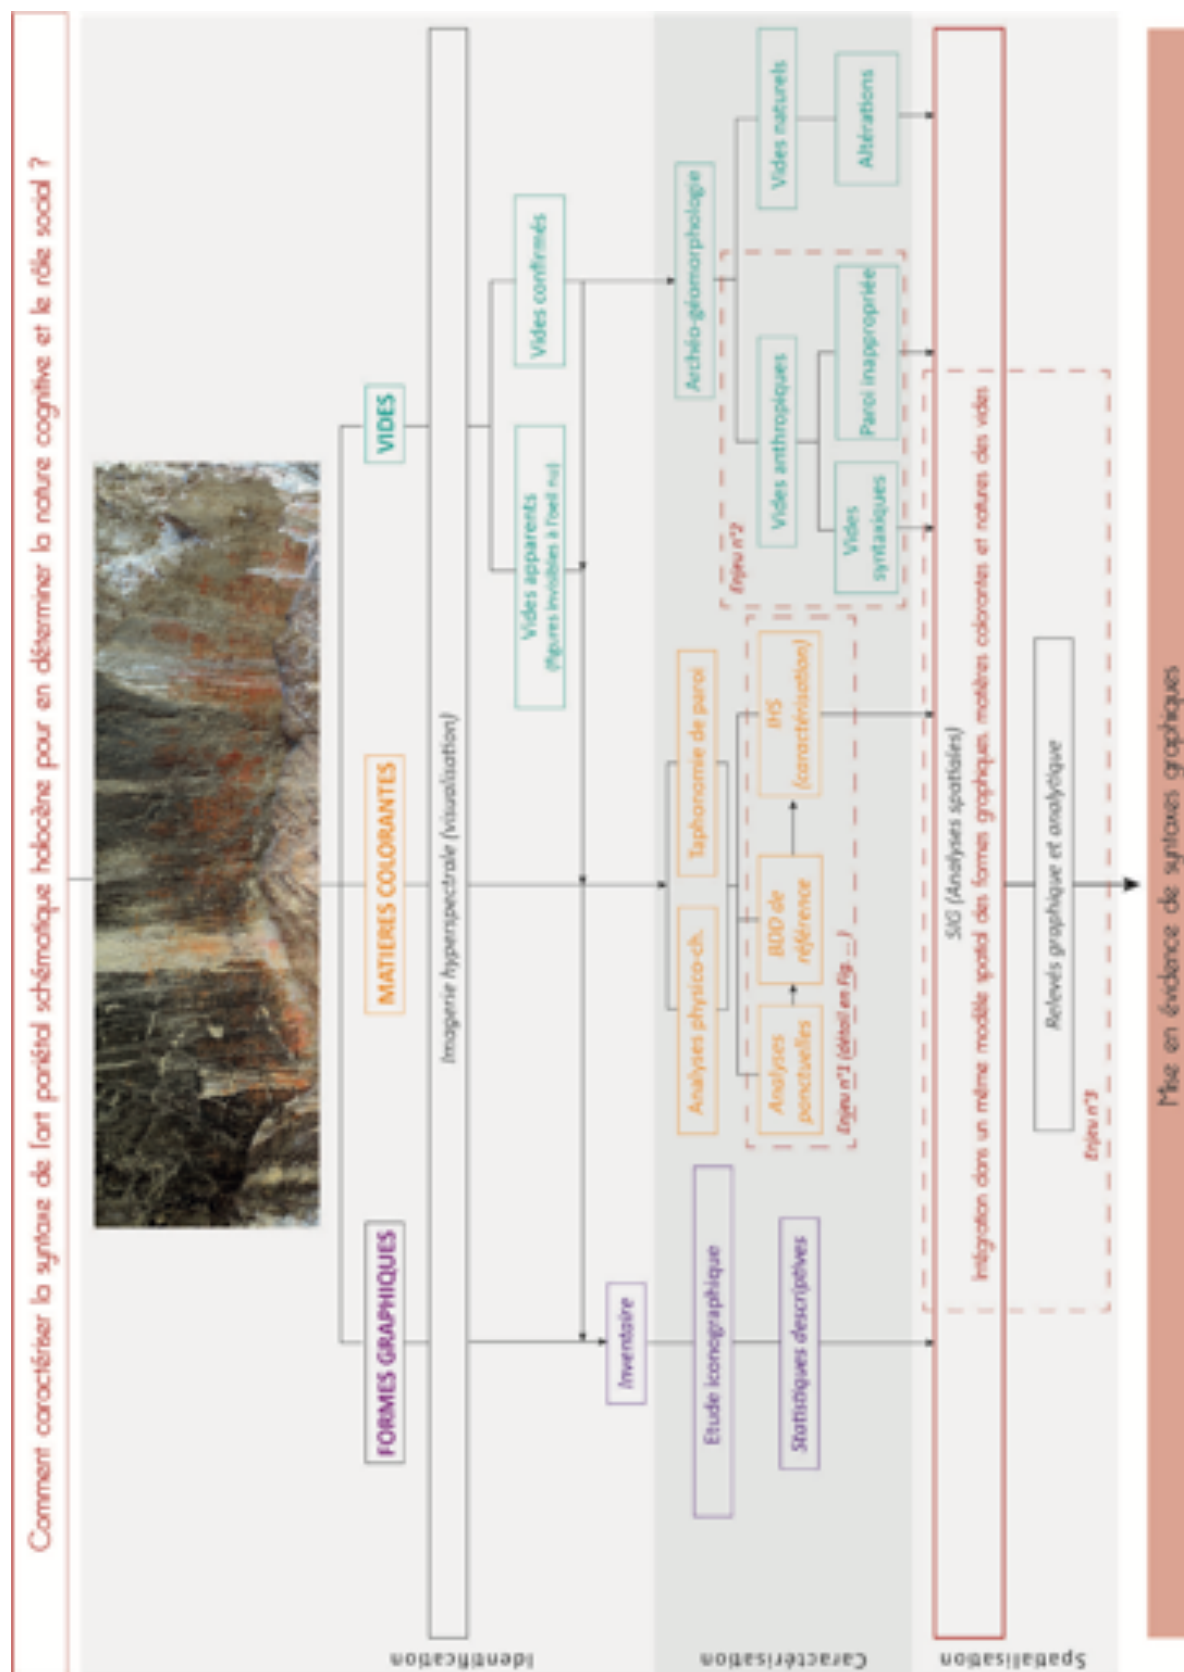 Comment caractériser la syntaxe de l'art pariétal schématique holocène pour en déterminer la nature cognitive et le rôle social ?
FORMES GRAPHIQUES
MATIERES COLORANTES
VIDES
Identification
Imagerie hyperspectrale (visualisation)
Vides apparents
(figures invisibles à l'oeil nu)
Vides confirmés
Inventaire
Caractérisation
Etude iconographique
Analyses physico-ch.
Taphonomie de paroi
Archéo-géomorphologie
Enjeu n°2
Statistiques descriptives
Analyses
ponctuelles
BDD de
référence
IHS
(caractérisation)
Vides anthropiques
Vides naturels
Enjeu n°1 (détail en Fig. ...)
Vides
syntaxiques
Paroi inappropriée
Altérations
Spatialisation
SIG (Analyses spatiales)
Intégration dans un même modèle spatial des formes graphiques, matières colorantes et natures des vides
Relevés graphique et analytique
Enjeu n°3
Mise en évidence de syntaxes graphiques